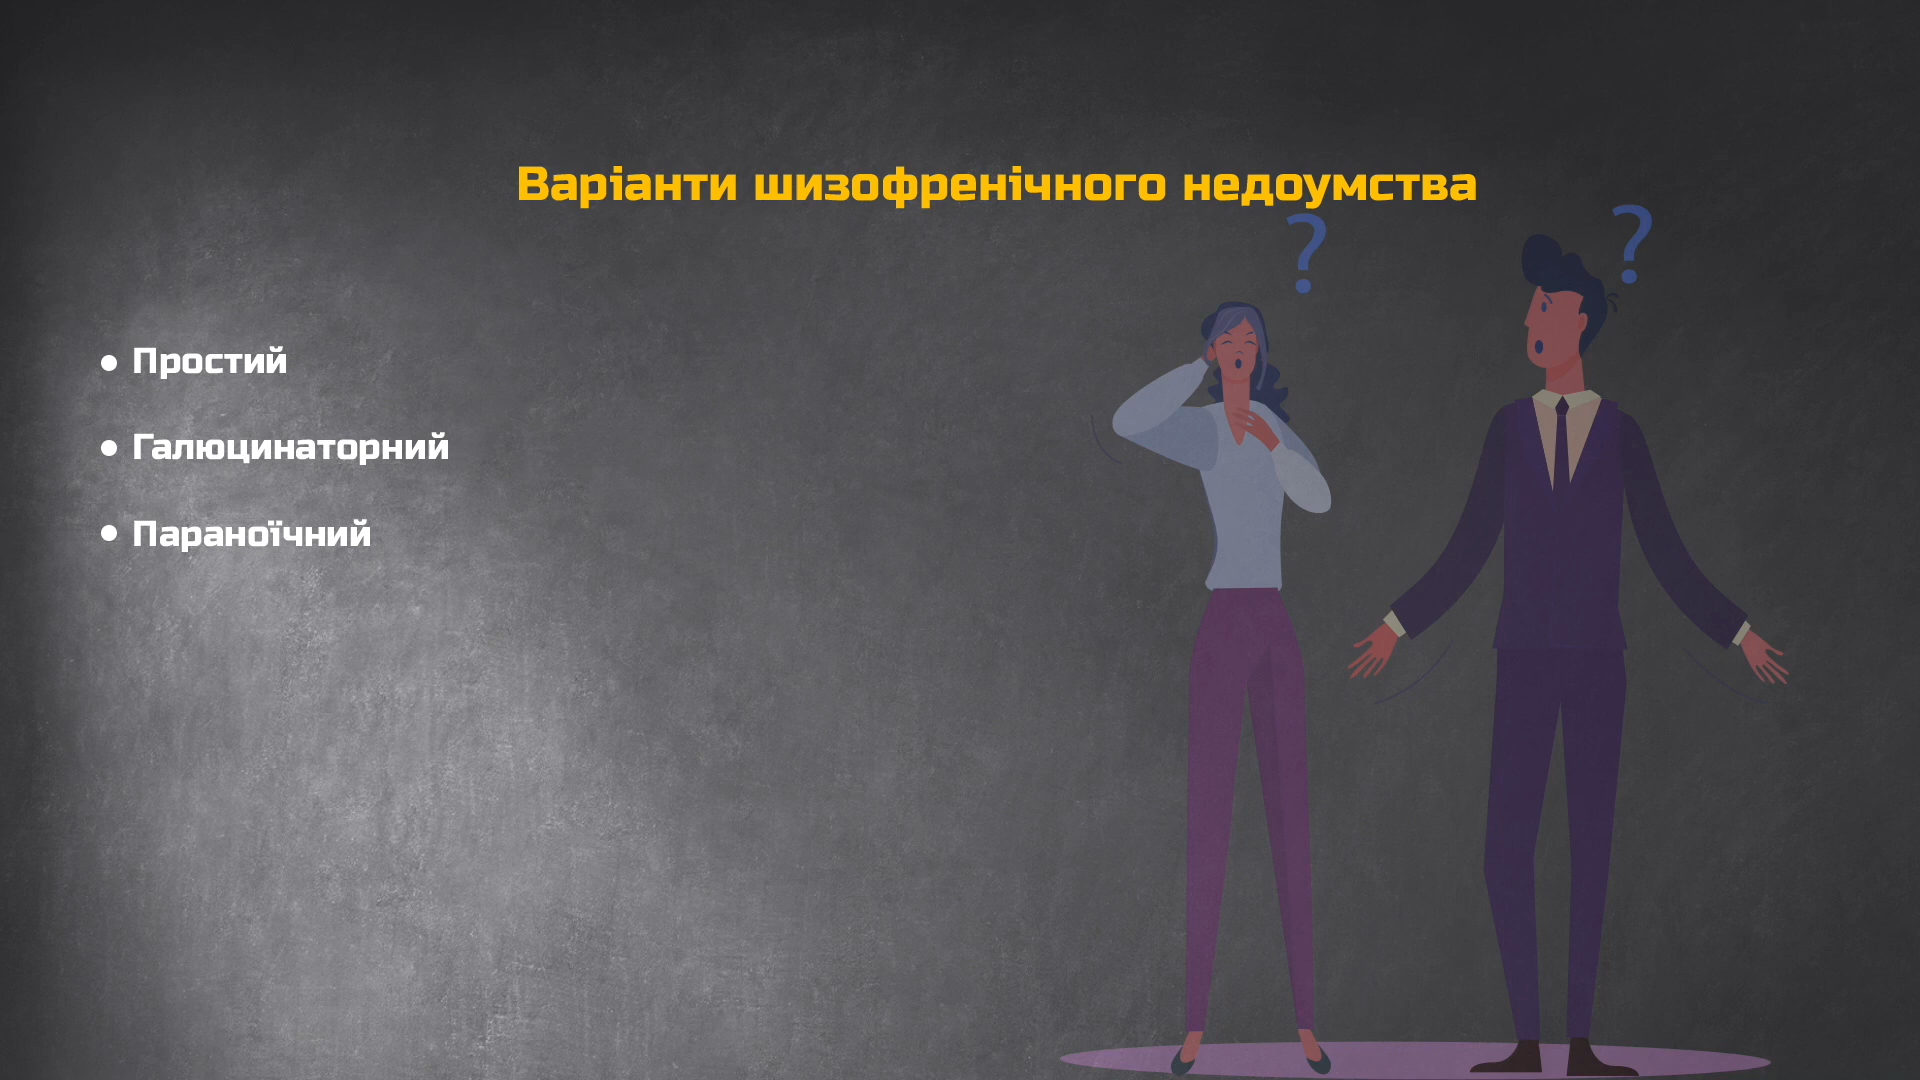 Варіанти шизофренічного недоумства
? ?
• Простий
• Галюцинаторний
• Параноїчний